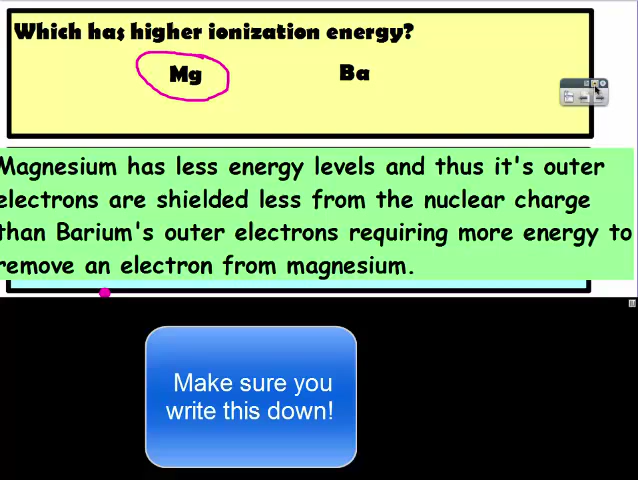 Which has higher ionization energy?
Mg Ba
Magnesium has less energy levels and thus it's outer
electrons are shielded less from the nuclear charge
than Barium's outer electrons requiring more energy to
remove an electron from magnesium.
Make sure you
write this down!